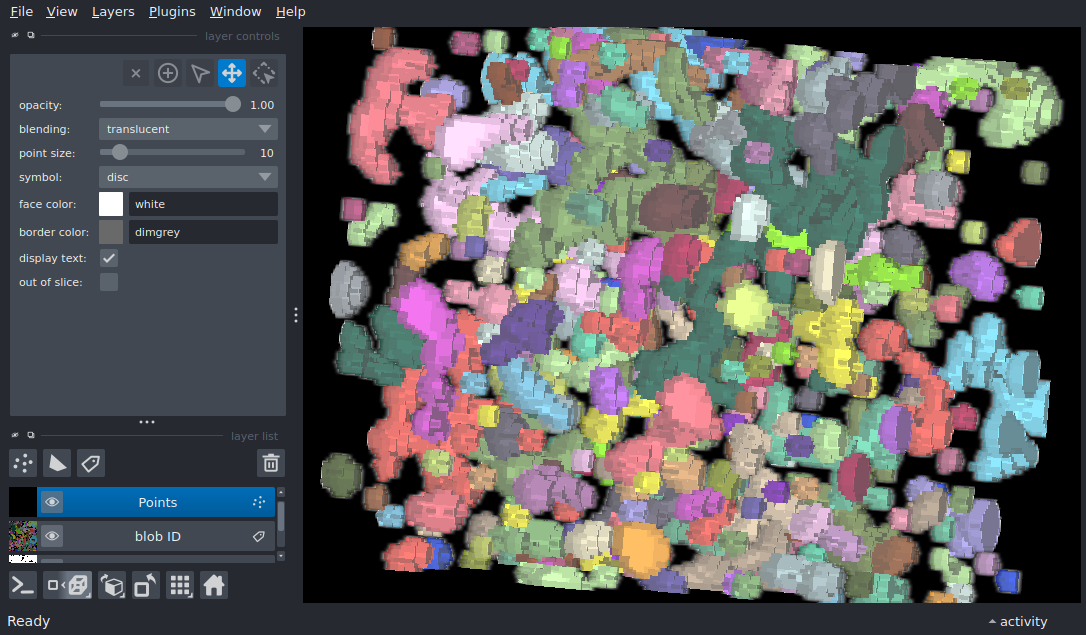 File View Layers Plugins Window Help
layer controls
opacity: 1.00
blending: translucent
point size: 10
symbol: disc
face color: white
border color: dimgrey
display text:
out of slice:
layer list
Points
blob ID
Ready
activity